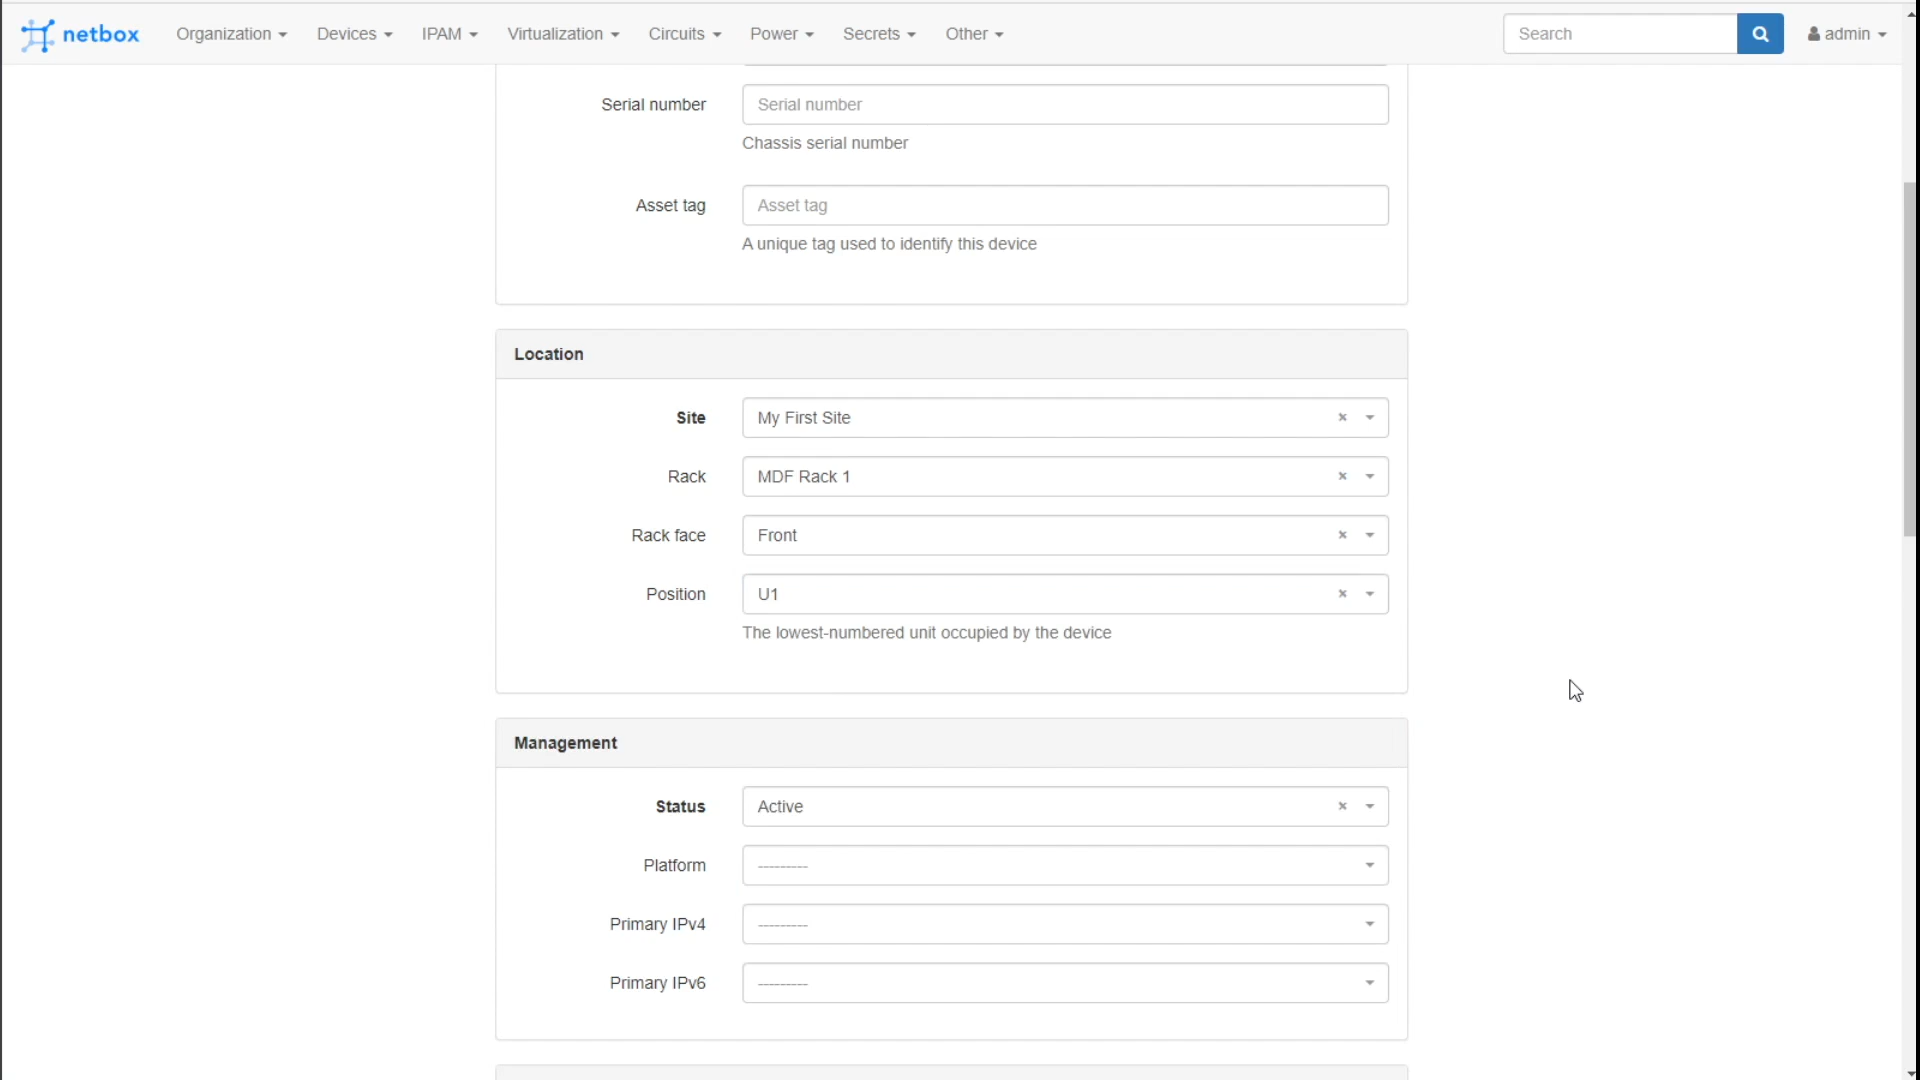 netbox Organization Devices IPAM Virtualization Circuits Power Secrets Other Search admin
Serial number Serial number
Chassis serial number
Asset tag Asset tag
A unique tag used to identify this device
Location
Site My First Site × 
Rack MDF Rack 1 ×
Rack face Front ×
Position U1 ×
The lowest-numbered unit occupied by the device
Management
Status Active ×
Platform ---------
Primary IPv4 ---------
Primary IPv6 ---------